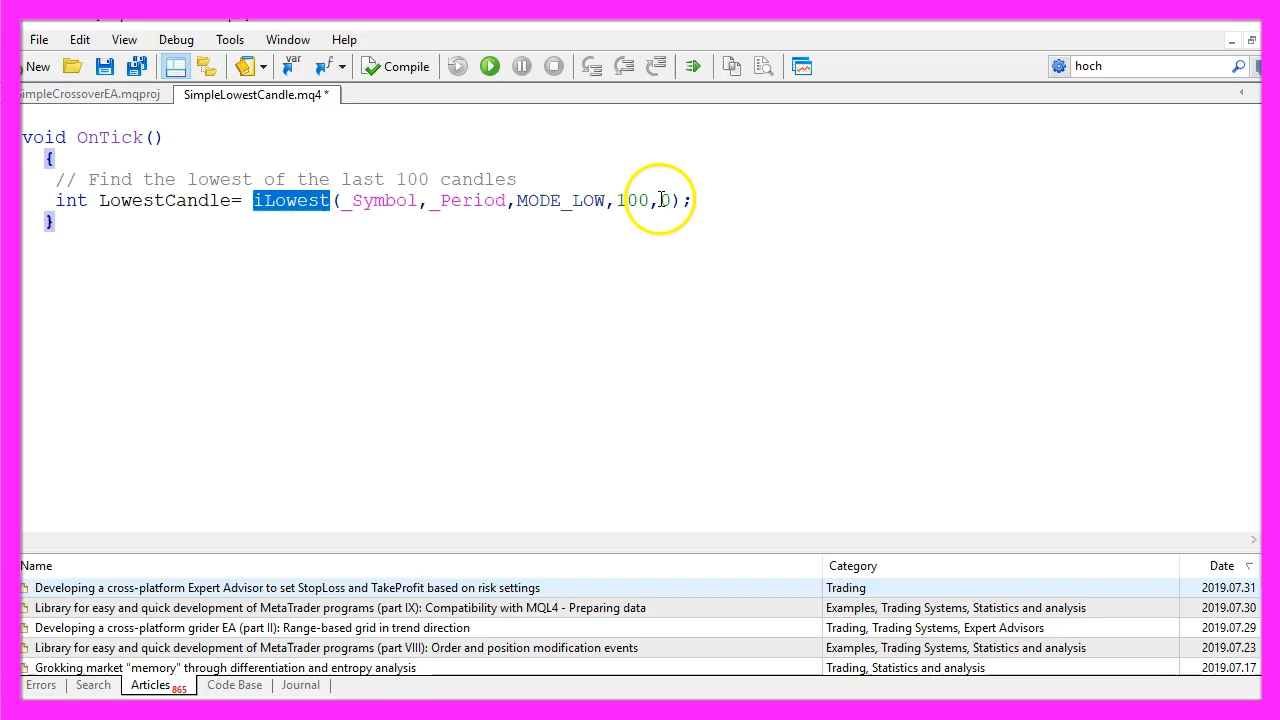 File Edit View Debug Tools Window Help
New Compile hoch
SimpleCrossoverEA.mqproj SimpleLowestCandle.mq4 *
void OnTick()
{
// Find the lowest of the last 100 candles
int LowestCandle= iLowest(_Symbol,_Period,MODE_LOW,100,0);
}
Name Category Date
Developing a cross-platform Expert Advisor to set StopLoss and TakeProfit based on risk settings Trading 2019.07.31
Library for easy and quick development of MetaTrader programs (part IX): Compatibility with MQL4 - Preparing data Examples, Trading Systems, Statistics and analysis 2019.07.30
Developing a cross-platform grider EA (part II): Range-based grid in trend direction Trading, Trading Systems, Expert Advisors 2019.07.29
Library for easy and quick development of MetaTrader programs (part VIII): Order and position modification events Examples, Trading Systems, Statistics and analysis 2019.07.23
Grokking market "memory" through differentiation and entropy analysis Trading, Statistics and analysis 2019.07.17
Errors Search Articles 865 Code Base Journal